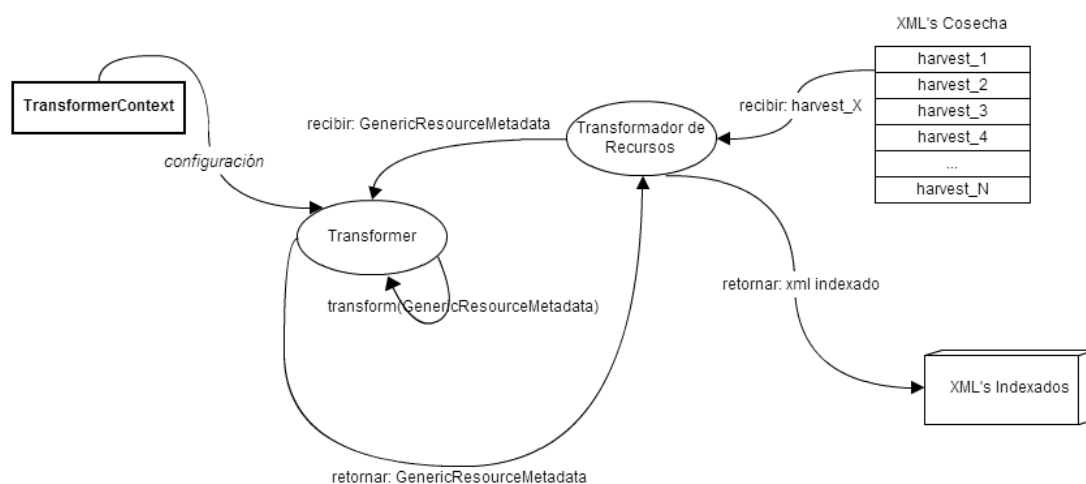 XML's Cosecha
harvest_1
harvest_2
harvest_3
harvest_4
...
harvest_N
TransformerContext
recibir: harvest_X
recibir: GenericResourceMetadata
Transformador de
Recursos
configuración
Transformer
transform(GenericResourceMetadata)
retornar: xml indexado
XML's Indexados
retornar: GenericResourceMetadata